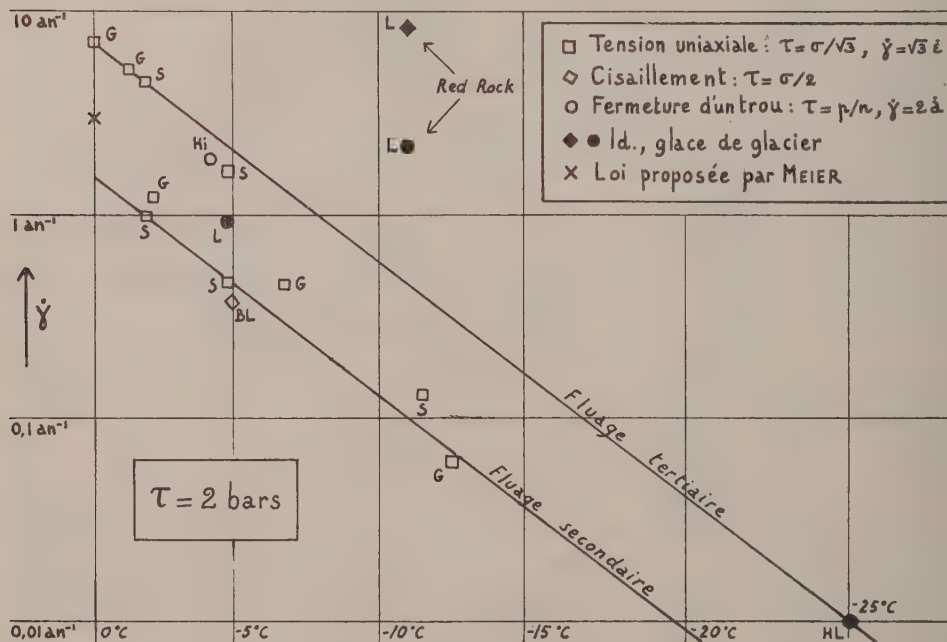 10 an⁻¹
G
G
S
L
Red Rock
□ Tension uniaxiale : τ = σ/√3, γ̇ = √3 ε̇
◇ Cisaillement : τ = σ/2
○ Fermeture d'un trou : τ = p/n, γ̇ = 2ȧ
◆ ● Id., glace de glacier
× Loi proposée par MEIER
Ki
S
L
G
1 an⁻¹
S
L
γ̇
S
G
BL
S
0,1 an⁻¹
G
τ = 2 bars
Fluage tertiaire
Fluage secondaire
-25°C
0,01 an⁻¹
0°C
-5°C
-10°C
-15°C
-20°C
HL